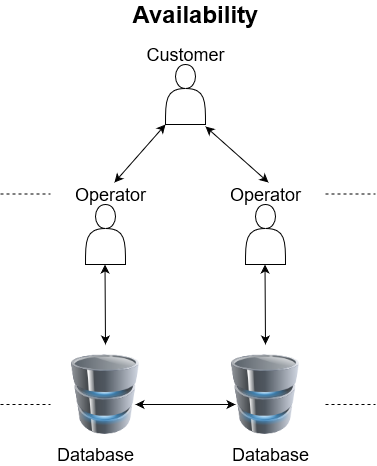 Availability
Customer
Operator
Operator
Database
Database